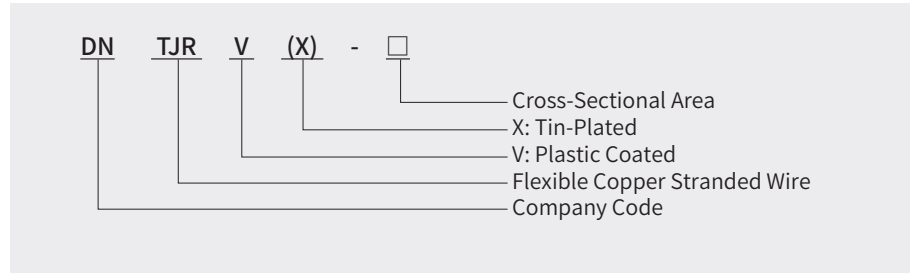 DN TJR V (X) - □
Cross-Sectional Area
X: Tin-Plated
V: Plastic Coated
Flexible Copper Stranded Wire
Company Code